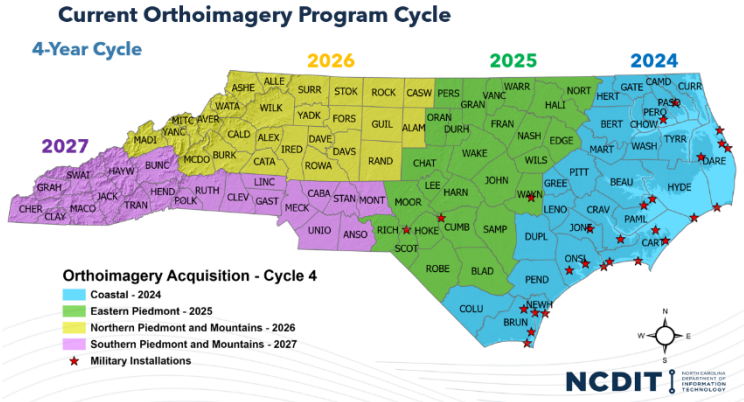 Current Orthoimagery Program Cycle
4-Year Cycle
2026
2025
2024
2027
ALLE
ASHE
SURR
STOK
ROCK
CASW
PERS
VANC
WARR
NORT
GATE
CAMD
CURR
HERT
PASQ
WATA
WILK
GRAN
HALI
PERQ
MITC
AVER
YADK
FORS
GUIL
ALAM
ORAN
DURH
FRAN
BERT
CHOW
YANC
MADI
CALD
ALEX
IRED
DAVE
DAVS
NASH
EDGE
MART
WASH
TYRR
DARE
MCDO
BURK
CATA
ROWA
RAND
CHAT
WAKE
WILS
PITT
BEAU
HYDE
SWAI
HAYW
BUNC
GRAH
JACK
HEND
RUTH
LINC
CLEV
GAST
CABA
STAN
MONT
MOOR
LEE
HARN
JOHN
WAYN
GREE
CHER
CLAY
MACO
TRAN
POLK
MECK
LENO
CRAV
PAML
UNIO
ANSO
RICH
HOKE
CUMB
SAMP
DUPL
JONE
CART
SCOT
ONSL
ROBE
BLAD
PEND
COLU
NEWH
BRUN
Orthoimagery Acquisition - Cycle 4
Coastal - 2024
Eastern Piedmont - 2025
Northern Piedmont and Mountains - 2026
Southern Piedmont and Mountains - 2027
Military Installations
N
W
E
S
NCDIT
NORTH CAROLINA
DEPARTMENT OF
INFORMATION
TECHNOLOGY